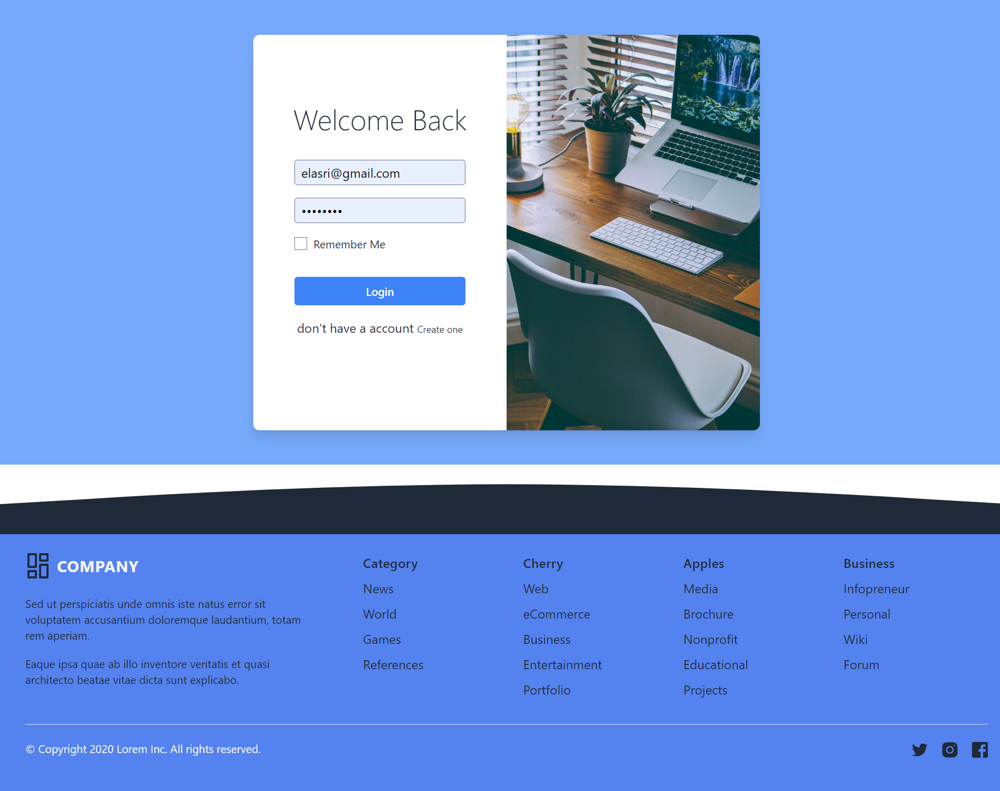 Welcome Back
elasri@gmail.com
••••••••
Remember Me
Login
don't have a account Create one
COMPANY
Sed ut perspiciatis unde omnis iste natus error sit
voluptatem accusantium doloremque laudantium, totam
rem aperiam.
Eaque ipsa quae ab illo inventore veritatis et quasi
architecto beatae vitae dicta sunt explicabo.
Category
News
World
Games
References
Cherry
Web
eCommerce
Business
Entertainment
Portfolio
Apples
Media
Brochure
Nonprofit
Educational
Projects
Business
Infopreneur
Personal
Wiki
Forum
© Copyright 2020 Lorem Inc. All rights reserved.